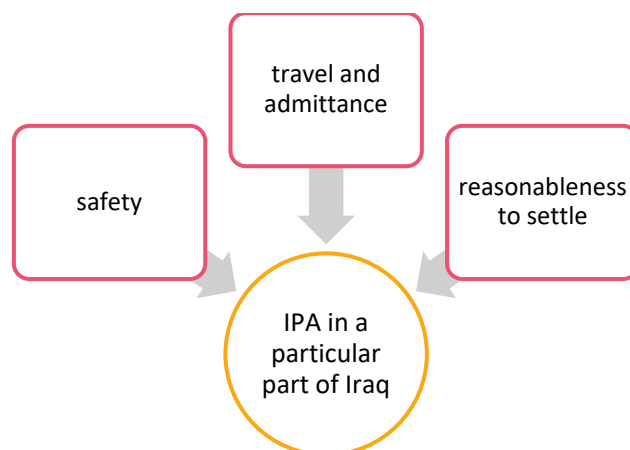 travel and
admittance
safety
reasonableness
to settle
IPA in a
particular
part of Iraq